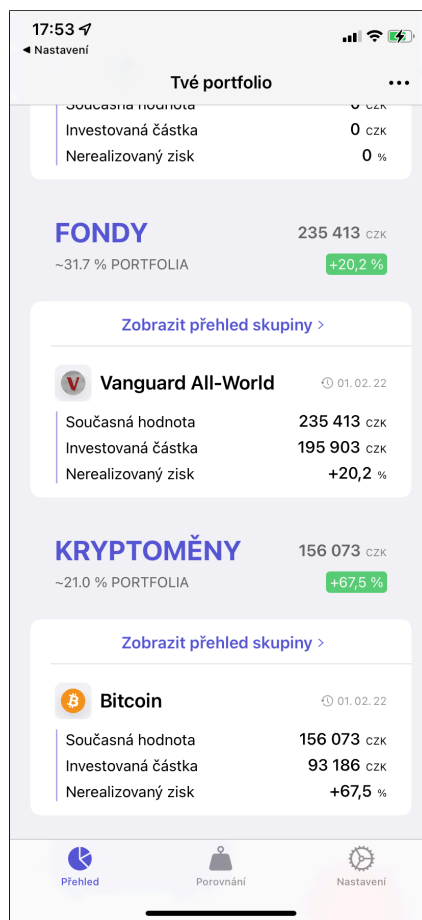 17:53
◀ Nastavení
Tvé portfolio
Současná hodnota 0 CZK
Investovaná částka 0 CZK
Nerealizovaný zisk 0 %
FONDY 235 413 CZK
~31.7 % PORTFOLIA +20,2 %
Zobrazit přehled skupiny >
V Vanguard All-World 01. 02. 22
Současná hodnota 235 413 CZK
Investovaná částka 195 903 CZK
Nerealizovaný zisk +20,2 %
KRYPTOMĚNY 156 073 CZK
~21.0 % PORTFOLIA +67,5 %
Zobrazit přehled skupiny >
Bitcoin 01. 02. 22
Současná hodnota 156 073 CZK
Investovaná částka 93 186 CZK
Nerealizovaný zisk +67,5 %
Přehled Porovnání Nastavení